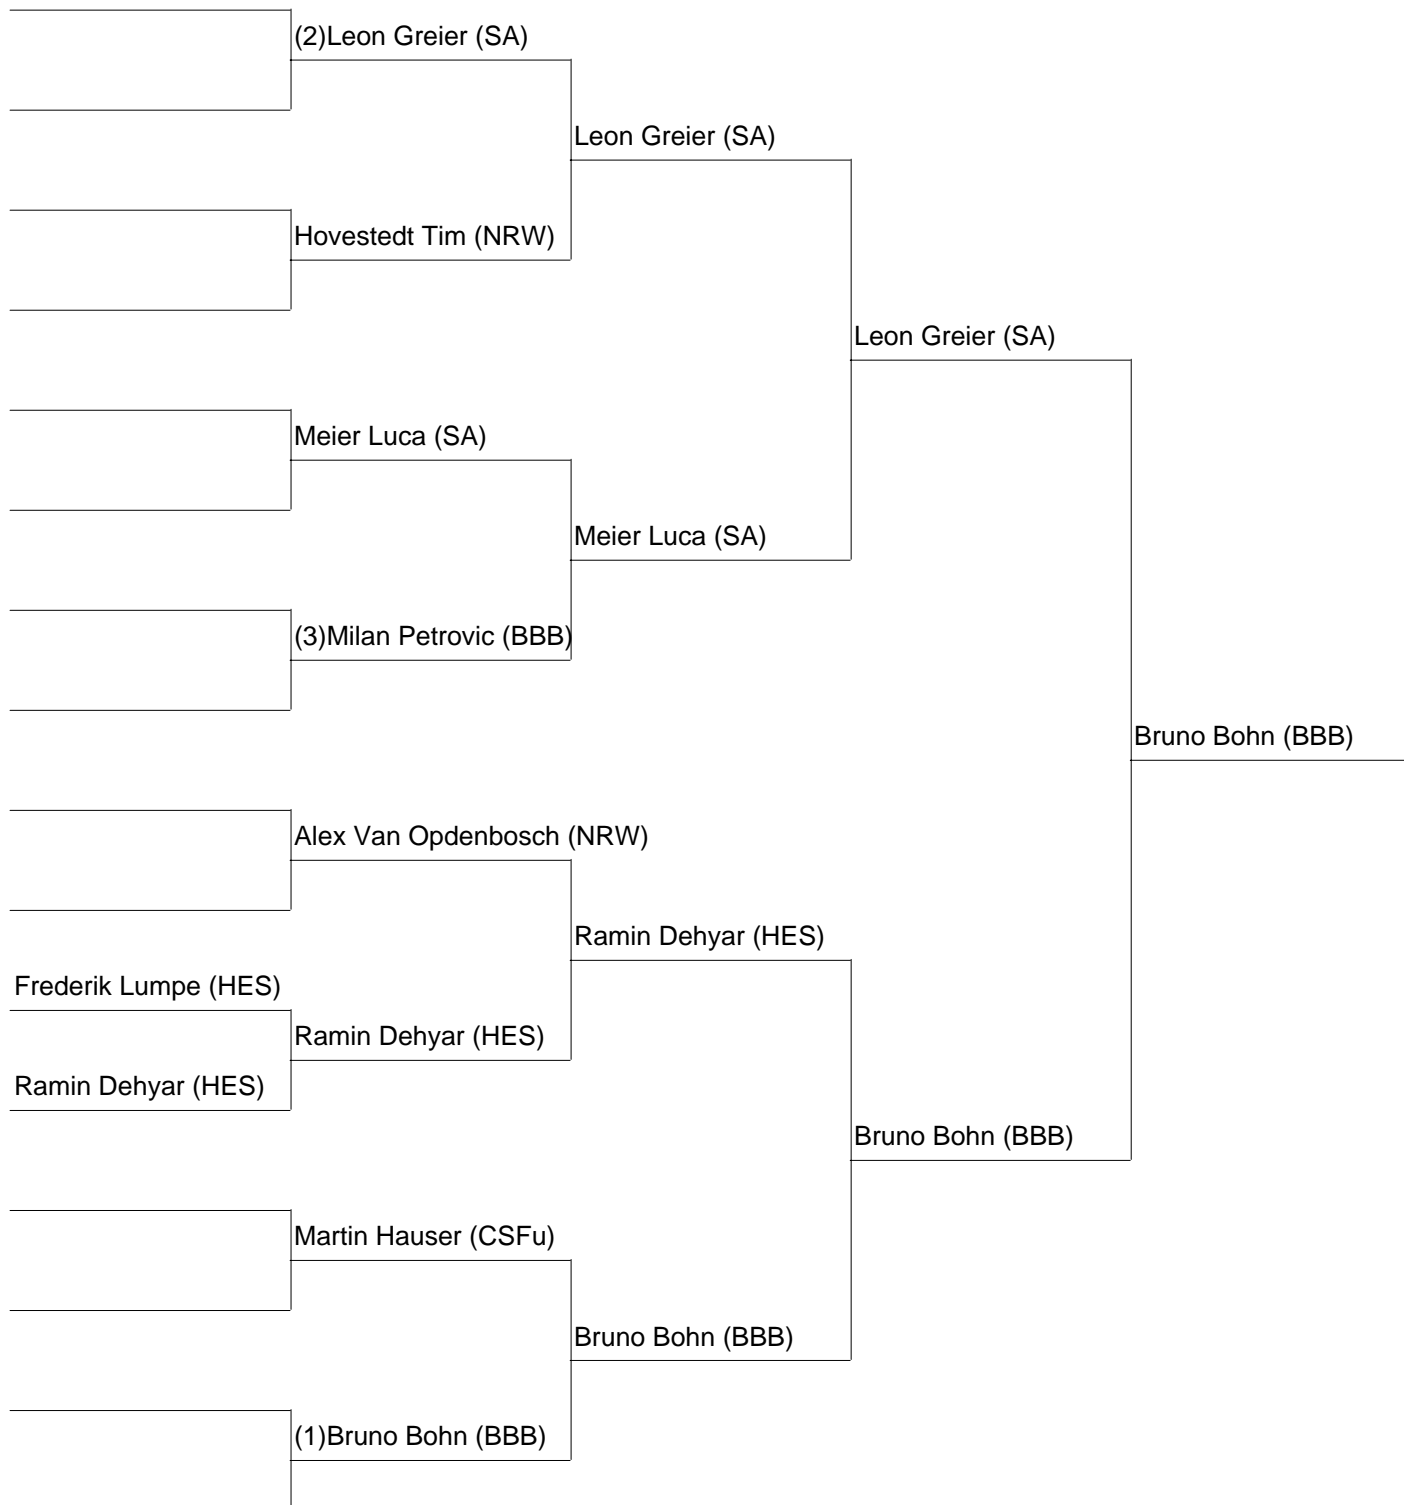 (2)Leon Greier (SA)
Leon Greier (SA)
Hovestedt Tim (NRW)
Leon Greier (SA)
Meier Luca (SA)
Meier Luca (SA)
(3)Milan Petrovic (BBB)
Bruno Bohn (BBB)
Alex Van Opdenbosch (NRW)
Ramin Dehyar (HES)
Frederik Lumpe (HES)
Ramin Dehyar (HES)
Ramin Dehyar (HES)
Bruno Bohn (BBB)
Martin Hauser (CSFu)
Bruno Bohn (BBB)
(1)Bruno Bohn (BBB)